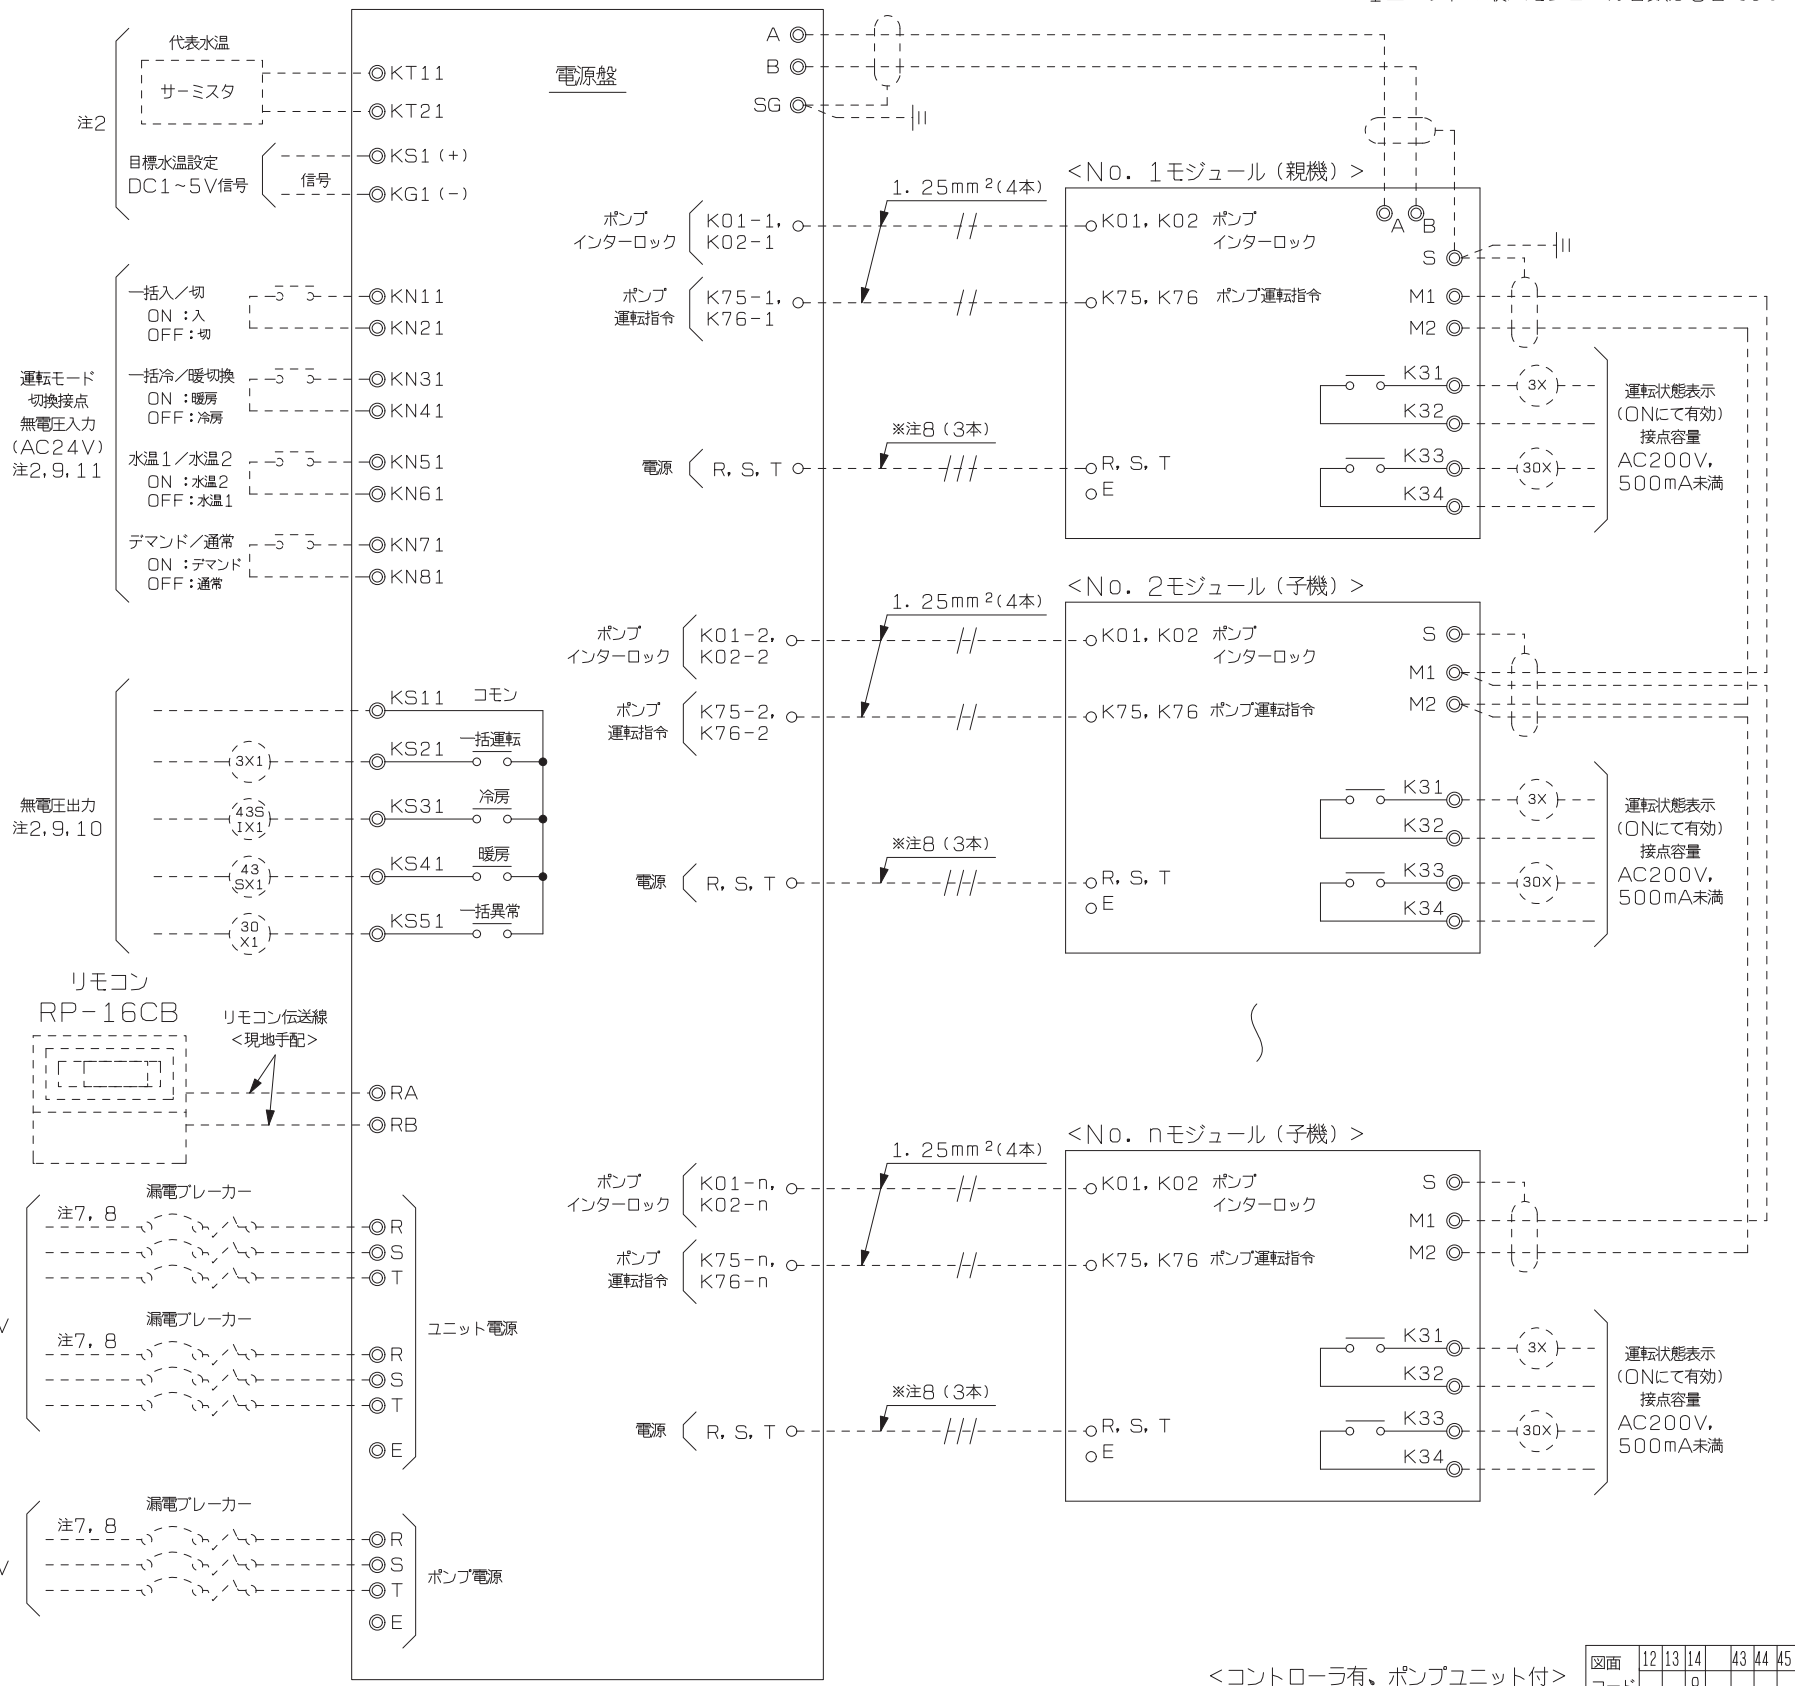 代表水温
サーミスタ
注2
目標水温設定
DC1~5V信号
信号
KT11
KT21
KS1(+)
KG1(-)
電源盤
A
B
SG
運転モード
切換接点
無電圧入力
(AC24V)
注2,9,11
一括入/切
ON :入
OFF:切
KN11
KN21
一括冷/暖切換
ON :暖房
OFF:冷房
KN31
KN41
水温1/水温2
ON :水温2
OFF:水温1
KN51
KN61
デマンド/通常
ON :デマンド
OFF:通常
KN71
KN81
無電圧出力
注2,9,10
KS11 コモン
3X1 KS21 一括運転
43S
IX1
KS31 冷房
43
SX1
KS41 暖房
30
X1
KS51 一括異常
リモコン
RP-16CB
リモコン伝送線
<現地手配>
RA
RB
漏電ブレーカー
注7,8
R
S
T
漏電ブレーカー
注7,8
R
S
T
E
ユニット電源
漏電ブレーカー
注7,8
R
S
T
E
ポンプ電源
ポンプ
インターロック
K01-1,
K02-1
1.25mm²(4本)
ポンプ
運転指令
K75-1,
K76-1
※注8(3本)
電源 R,S,T
<No.1モジュール(親機)>
K01,K02 ポンプ
インターロック
K75,K76 ポンプ運転指令
R,S,T
E
A B
S
M1
M2
K31
K32
K33
K34
3X
30X
運転状態表示
(ONにて有効)
接点容量
AC200V,
500mA未満
ポンプ
インターロック
K01-2,
K02-2
1.25mm²(4本)
ポンプ
運転指令
K75-2,
K76-2
※注8(3本)
電源 R,S,T
<No.2モジュール(子機)>
K01,K02 ポンプ
インターロック
K75,K76 ポンプ運転指令
R,S,T
E
S
M1
M2
K31
K32
K33
K34
3X
30X
運転状態表示
(ONにて有効)
接点容量
AC200V,
500mA未満
ポンプ
インターロック
K01-n,
K02-n
1.25mm²(4本)
ポンプ
運転指令
K75-n,
K76-n
※注8(3本)
電源 R,S,T
<No.nモジュール(子機)>
K01,K02 ポンプ
インターロック
K75,K76 ポンプ運転指令
R,S,T
E
S
M1
M2
K31
K32
K33
K34
3X
30X
運転状態表示
(ONにて有効)
接点容量
AC200V,
500mA未満
<コントローラ有、ポンプユニット付>
図面 12 13 14 43 44 45